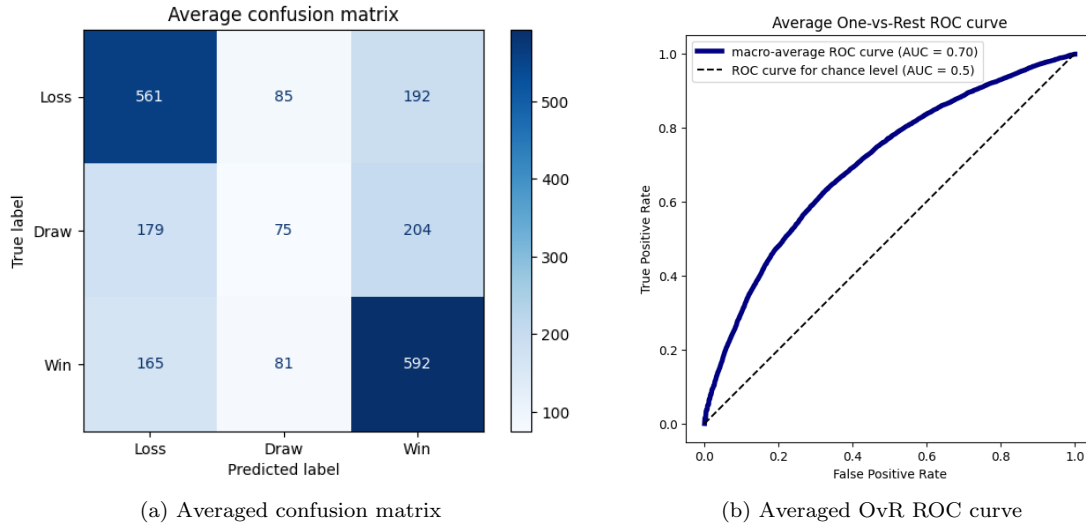 Average confusion matrix
True label
Loss
Draw
Win
561 85 192
179 75 204
165 81 592
Loss Draw Win
Predicted label
500
400
300
200
100
(a) Averaged confusion matrix
Average One-vs-Rest ROC curve
macro-average ROC curve (AUC = 0.70)
ROC curve for chance level (AUC = 0.5)
True Positive Rate
1.0
0.8
0.6
0.4
0.2
0.0
0.0 0.2 0.4 0.6 0.8 1.0
False Positive Rate
(b) Averaged OvR ROC curve